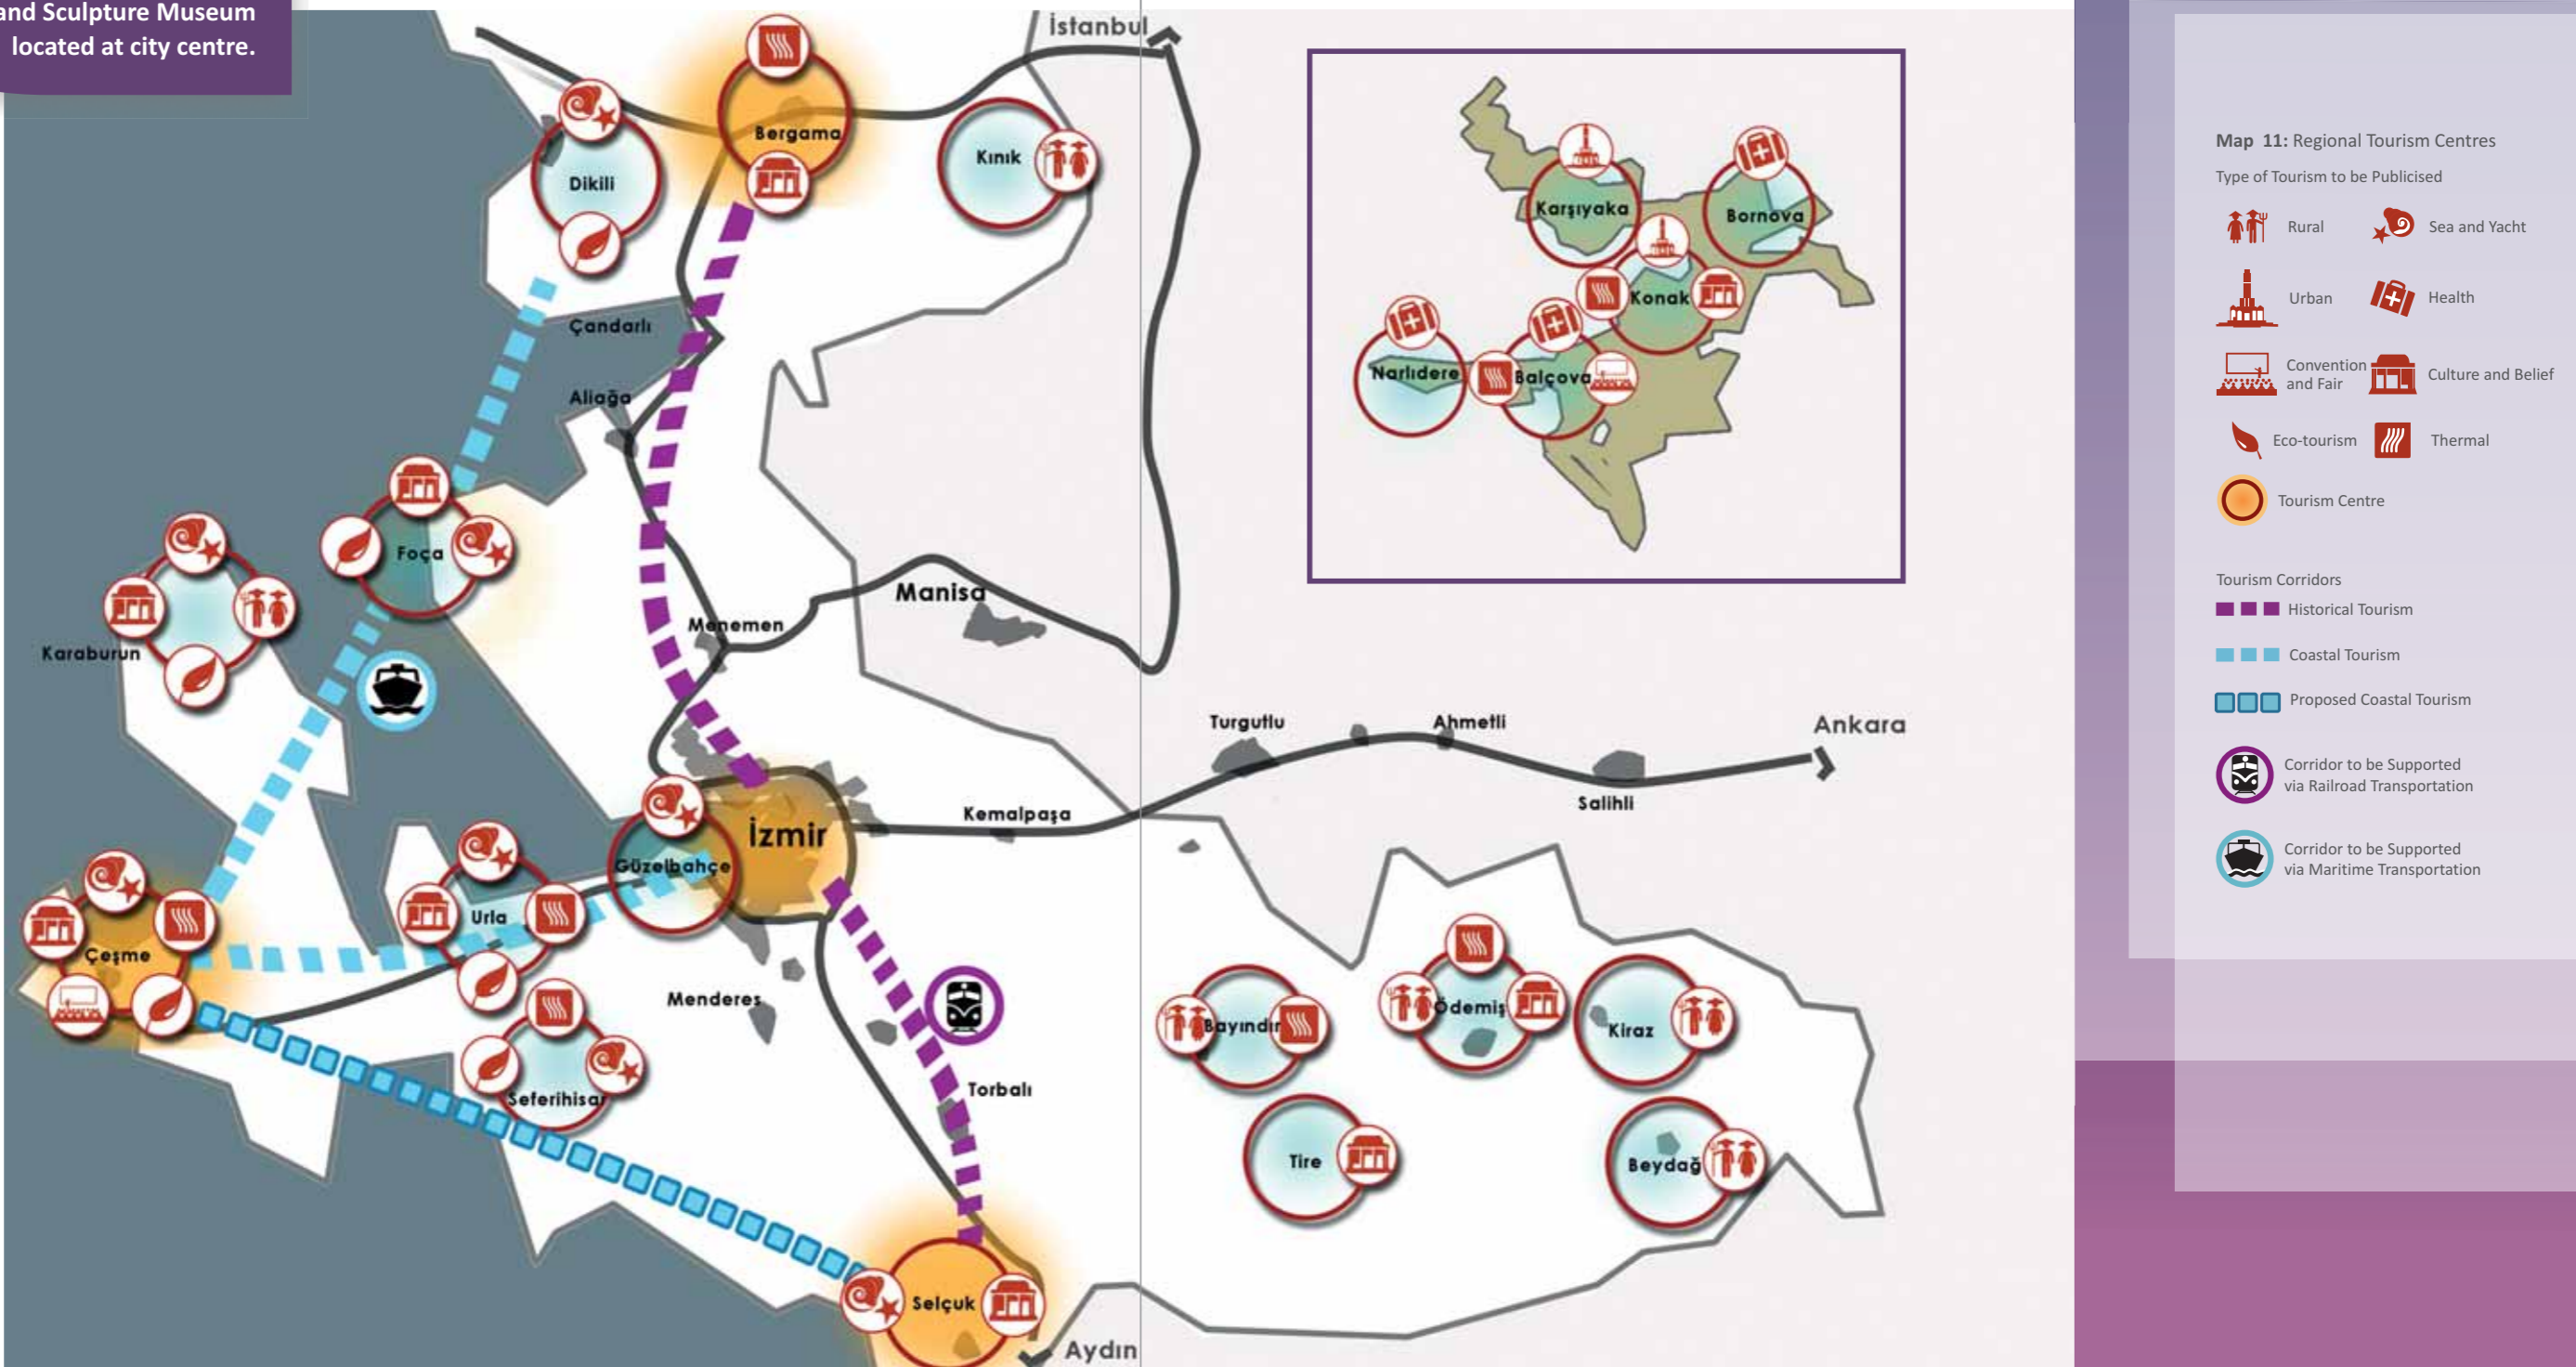 and Sculpture Museum
located at city centre.
İstanbul
Bergama
Kınık
Dikili
Çandarlı
Aliağa
Foça
Karaburun
Menemen
Manisa
Karşıyaka
Bornova
Konak
Narlıdere
Balçova
Turgutlu
Ahmetli
Ankara
Salihli
Kemalpaşa
İzmir
Güzelbahçe
Urla
Çeşme
Menderes
Seferihisar
Torbalı
Bayındır
Ödemiş
Kiraz
Tire
Beydağ
Selçuk
Aydın
Map 11: Regional Tourism Centres
Type of Tourism to be Publicised
Rural
Sea and Yacht
Urban
Health
Convention
and Fair
Culture and Belief
Eco-tourism
Thermal
Tourism Centre
Tourism Corridors
Historical Tourism
Coastal Tourism
Proposed Coastal Tourism
Corridor to be Supported
via Railroad Transportation
Corridor to be Supported
via Maritime Transportation